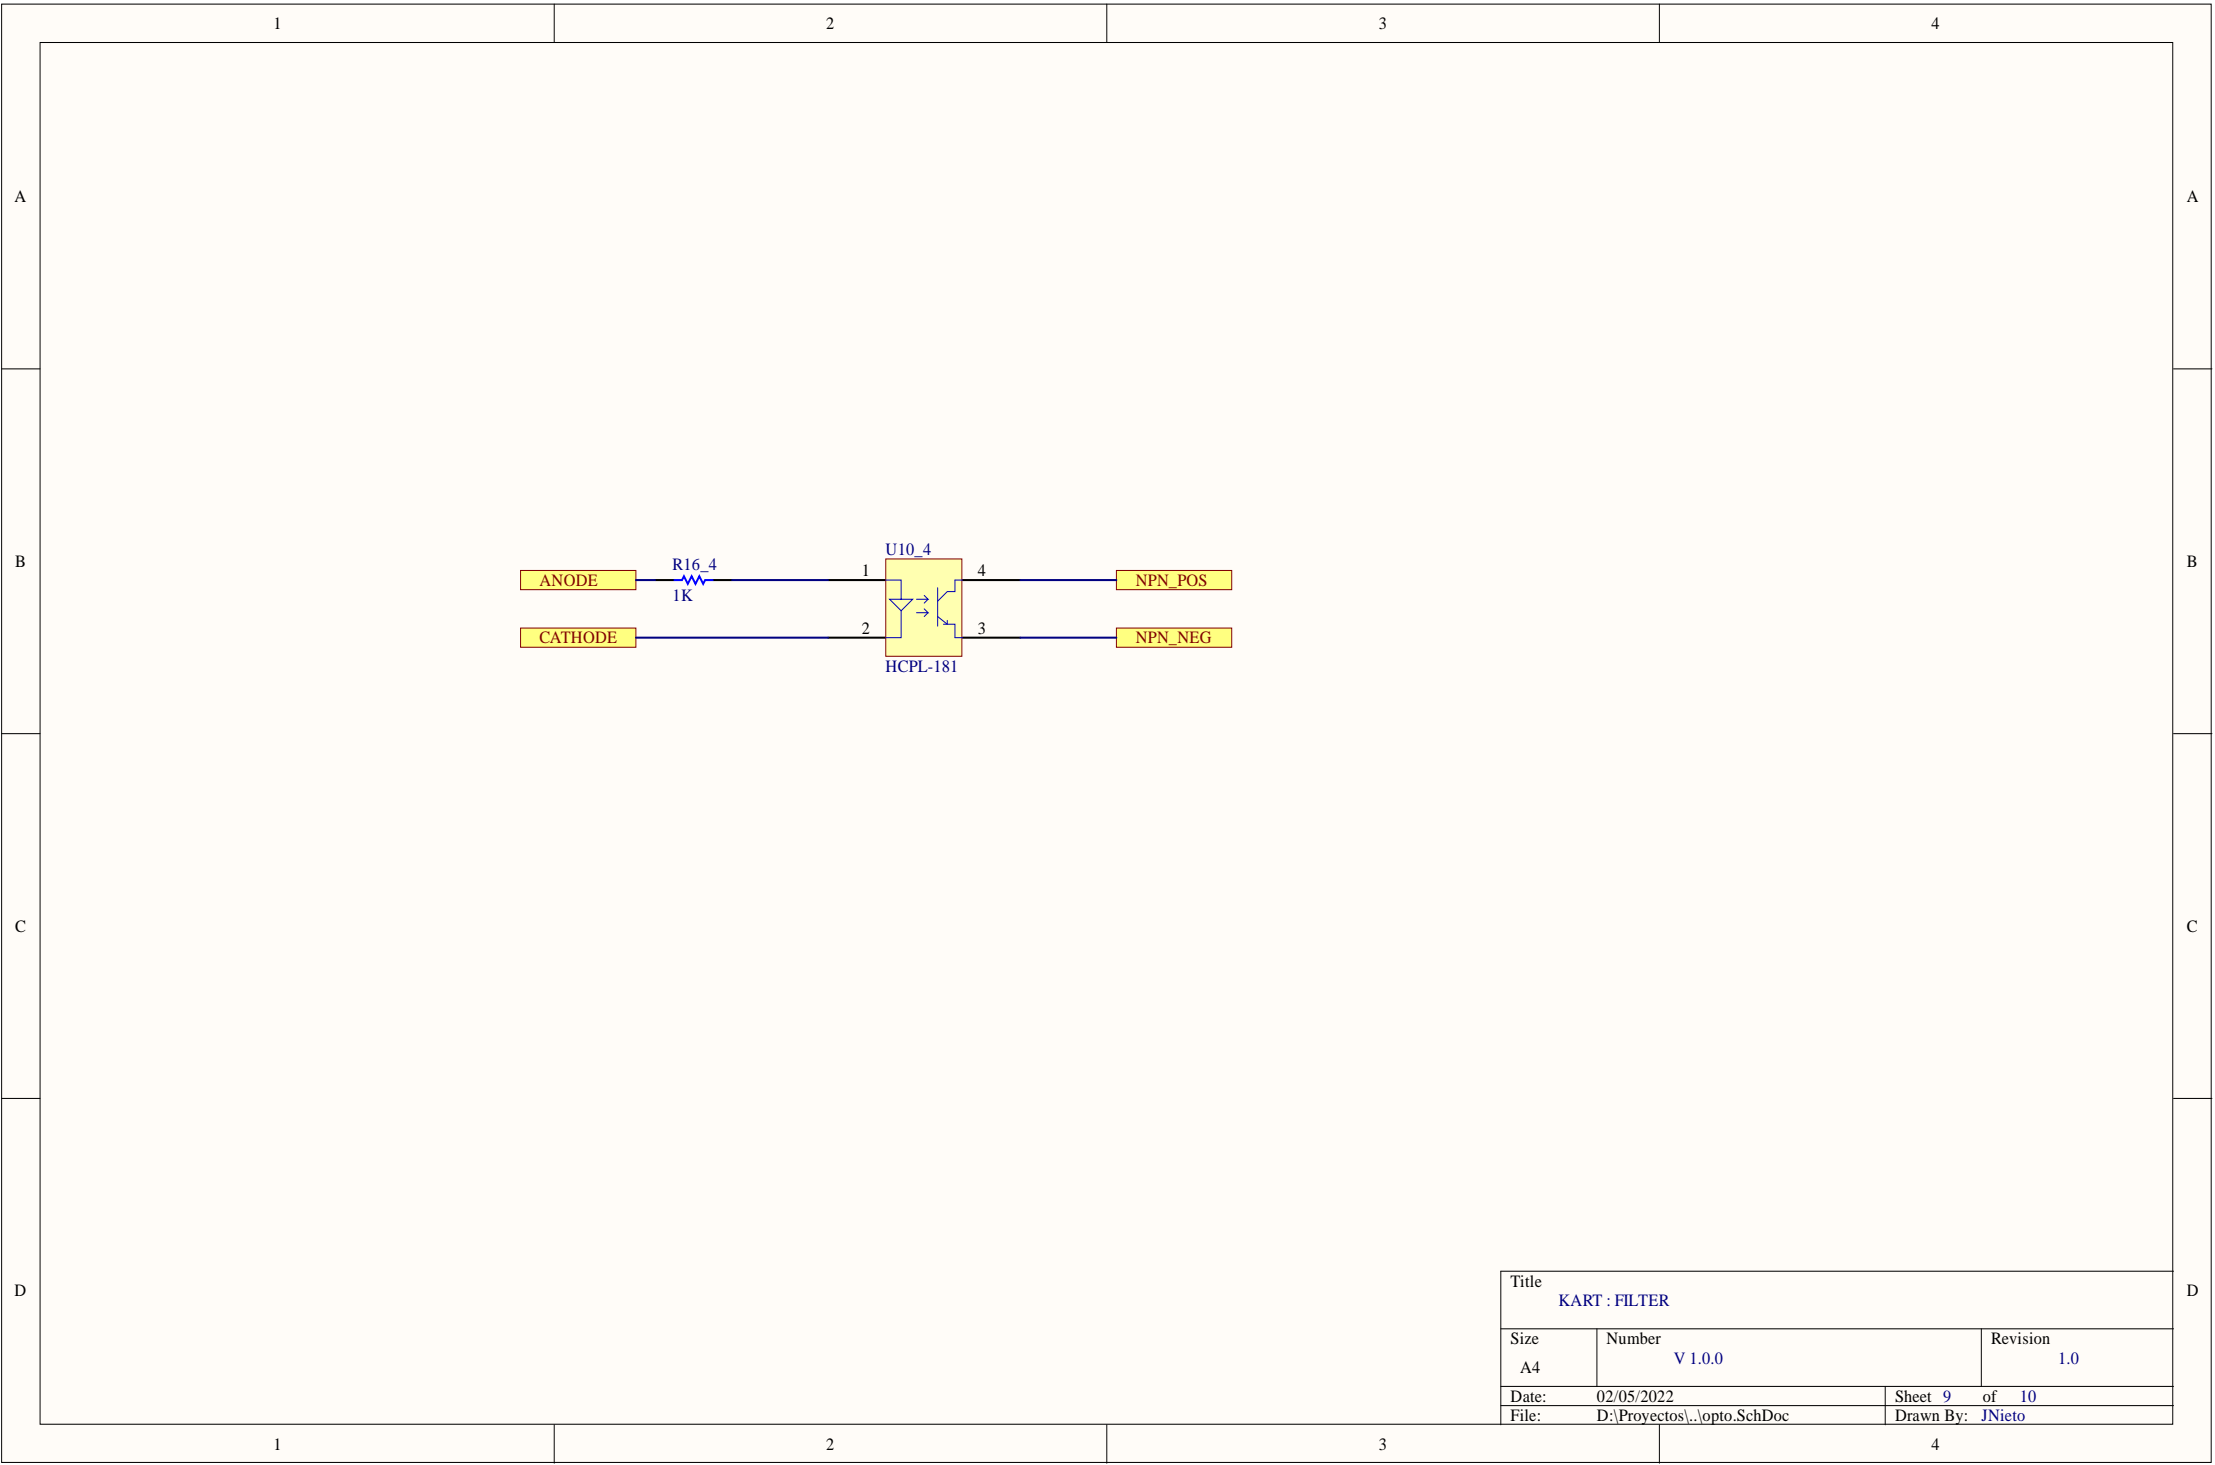 1 2 3 4
A A
U10_4
B R16_4 B
ANODE 1 4 NPN_POS
1K
CATHODE 2 3 NPN_NEG
HCPL-181
C C
Title
KART : FILTER
D D
Size Number Revision
V 1.0.0 1.0
A4
Date: 02/05/2022 Sheet 9 of 10
File: D:\Proyectos\..\opto.SchDoc Drawn By: JNieto
1 2 3 4